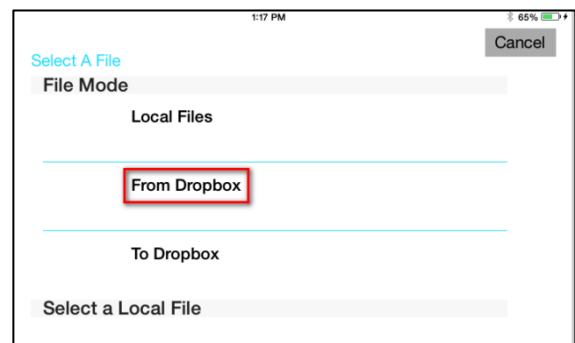 1:17 PM
65%
Cancel
Select A File
File Mode
Local Files
From Dropbox
To Dropbox
Select a Local File